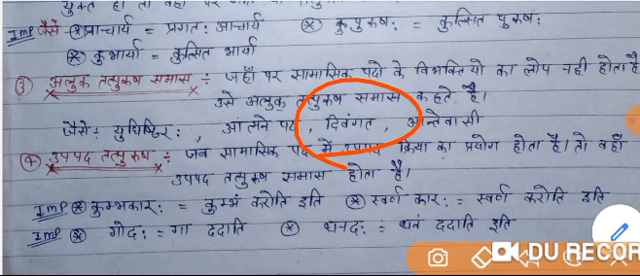 युक्त हो तो वहाँ पर
IMP जैसे - ⊛ प्राचार्य = प्रगतः आचार्य ⊛ कुपुरुषः = कुत्सित पुरुषः
⊛ कुभार्या = कुत्सित भार्या
③ अलुक तत्पुरुष समास ÷ जहाँ पर सामासिक पदो के विभक्तियो का लोप नही होता है
उसे अलुक तत्पुरुष समास कहते है।
जैसे÷ युधिष्ठिरः, आत्मने पद, दिवंगत, अन्तेवासी
④ उपपद तत्पुरुष ÷ जब सामासिक पद में उपपद क्रिया का प्रयोग होता है। तो वहाँ
उपपद तत्पुरुष समास होता है।
IMP ⊛ कुम्भकारः = कुम्भं करोति इति ⊛ स्वर्ण कारः = स्वर्ण करोति इति
IMP ⊛ गोदः = गा ददाति ⊛ धनदः = धनं ददाति इति
DU RECOR